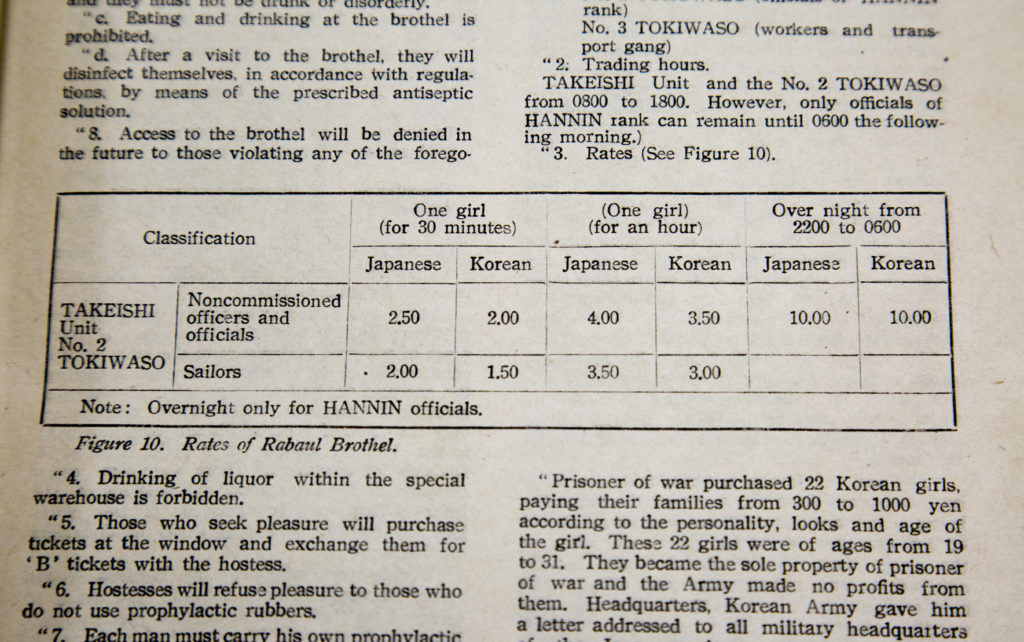 and they must not be drunk or disorderly.
"c. Eating and drinking at the brothel is
prohibited.
"d. After a visit to the brothel, they will
disinfect themselves, in accordance with regula-
tions, by means of the prescribed antiseptic
solution.
"8. Access to the brothel will be denied in
the future to those violating any of the forego-
rank)
No. 3 TOKIWASO (workers and trans-
port gang)
"2. Trading hours.
TAKEISHI Unit and the No. 2 TOKIWASO
from 0800 to 1800. However, only officials of
HANNIN rank can remain until 0600 the follow-
ing morning.)
"3. Rates (See Figure 10).
Classification
One girl
(for 30 minutes)
(One girl)
(for an hour)
Over night from
2200 to 0600
Japanese Korean Japanese Korean Japanese Korean
TAKEISHI
Unit
No. 2
TOKIWASO
Noncommissioned
officers and
officials
2.50 2.00 4.00 3.50 10.00 10.00
Sailors 2.00 1.50 3.50 3.00
Note: Overnight only for HANNIN officials.
Figure 10. Rates of Rabaul Brothel.
"4. Drinking of liquor within the special
warehouse is forbidden.
"5. Those who seek pleasure will purchase
tickets at the window and exchange them for
'B' tickets with the hostess.
"6. Hostesses will refuse pleasure to those who
do not use prophylactic rubbers.
"7. Each man must carry his own prophylactic
"Prisoner of war purchased 22 Korean girls,
paying their families from 300 to 1000 yen
according to the personality, looks and age of
the girl. These 22 girls were of ages from 19
to 31. They became the sole property of prisoner
of war and the Army made no profits from
them. Headquarters, Korean Army gave him
a letter addressed to all military headquarters